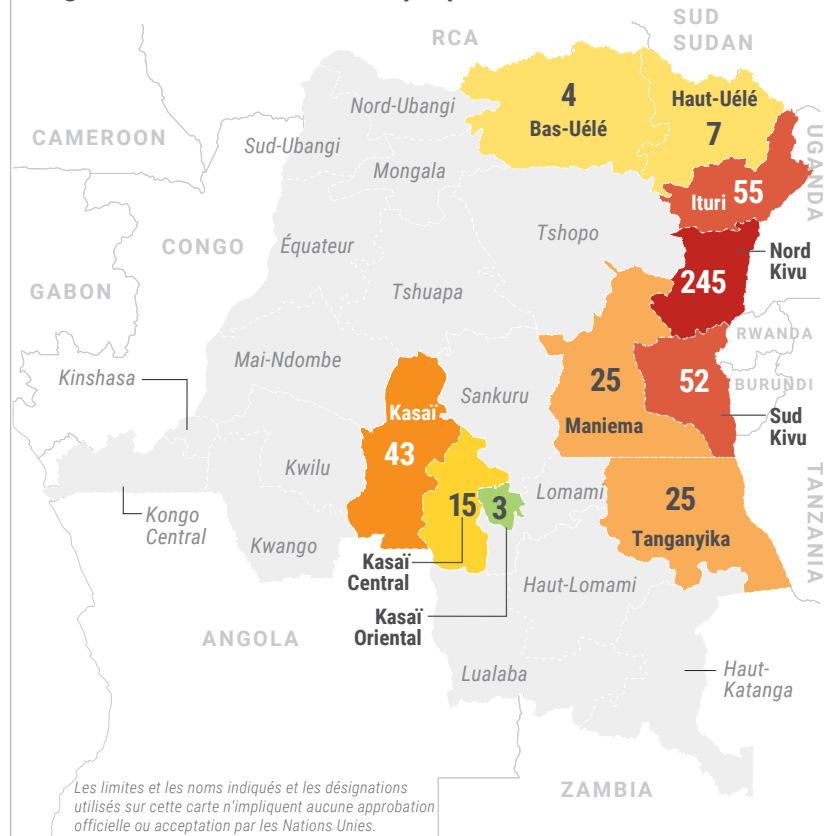 RCA
SUD
SUDAN
4
Bas-Uélé
Haut-Uélé
7
Nord-Ubangi
CAMEROON
Sud-Ubangi
Mongala
UGANDA
Ituri 55
CONGO
Équateur
Tshopo
Nord
Kivu
245
GABON
Tshuapa
RWANDA
Mai-Ndombe
Kinshasa
Sankuru
25
Maniema
52
BURUNDI
Sud
Kivu
Kasaï
43
Kwilu
Lomami
15
3
25
Tanganyika
TANZANIA
Kongo
Central
Kwango
Kasaï
Central
Haut-Lomami
Kasaï
Oriental
ANGOLA
Lualaba
Haut-
Katanga
ZAMBIA
Les limites et les noms indiqués et les désignations
utilisés sur cette carte n'impliquent aucune approbation
officielle ou acceptation par les Nations Unies.